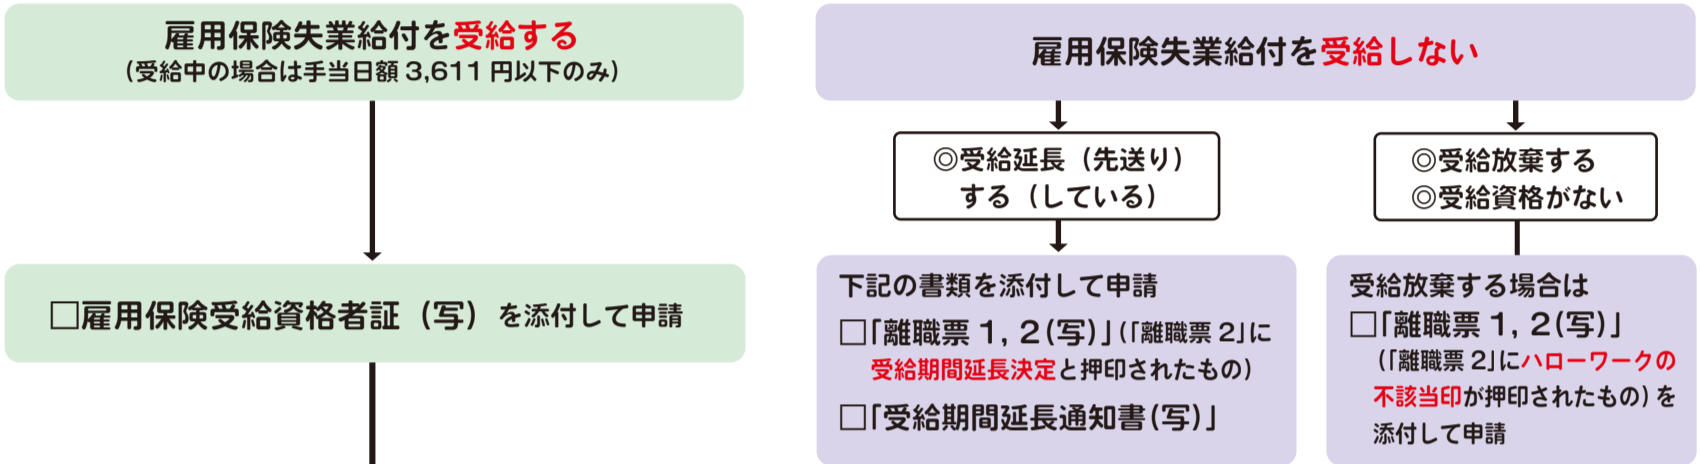 雇用保険失業給付を受給する
（受給中の場合は手当日額 3,611 円以下のみ）
□雇用保険受給資格者証（写）を添付して申請
雇用保険失業給付を受給しない
◎受給延長（先送り）
する（している）
下記の書類を添付して申請
□「離職票 1, 2(写)」(「離職票 2」に
受給期間延長決定と押印されたもの)
□「受給期間延長通知書(写)」
◎受給放棄する
◎受給資格がない
受給放棄する場合は
□「離職票 1, 2(写)」
(「離職票 2」にハローワークの
不該当印が押印されたもの) を
添付して申請